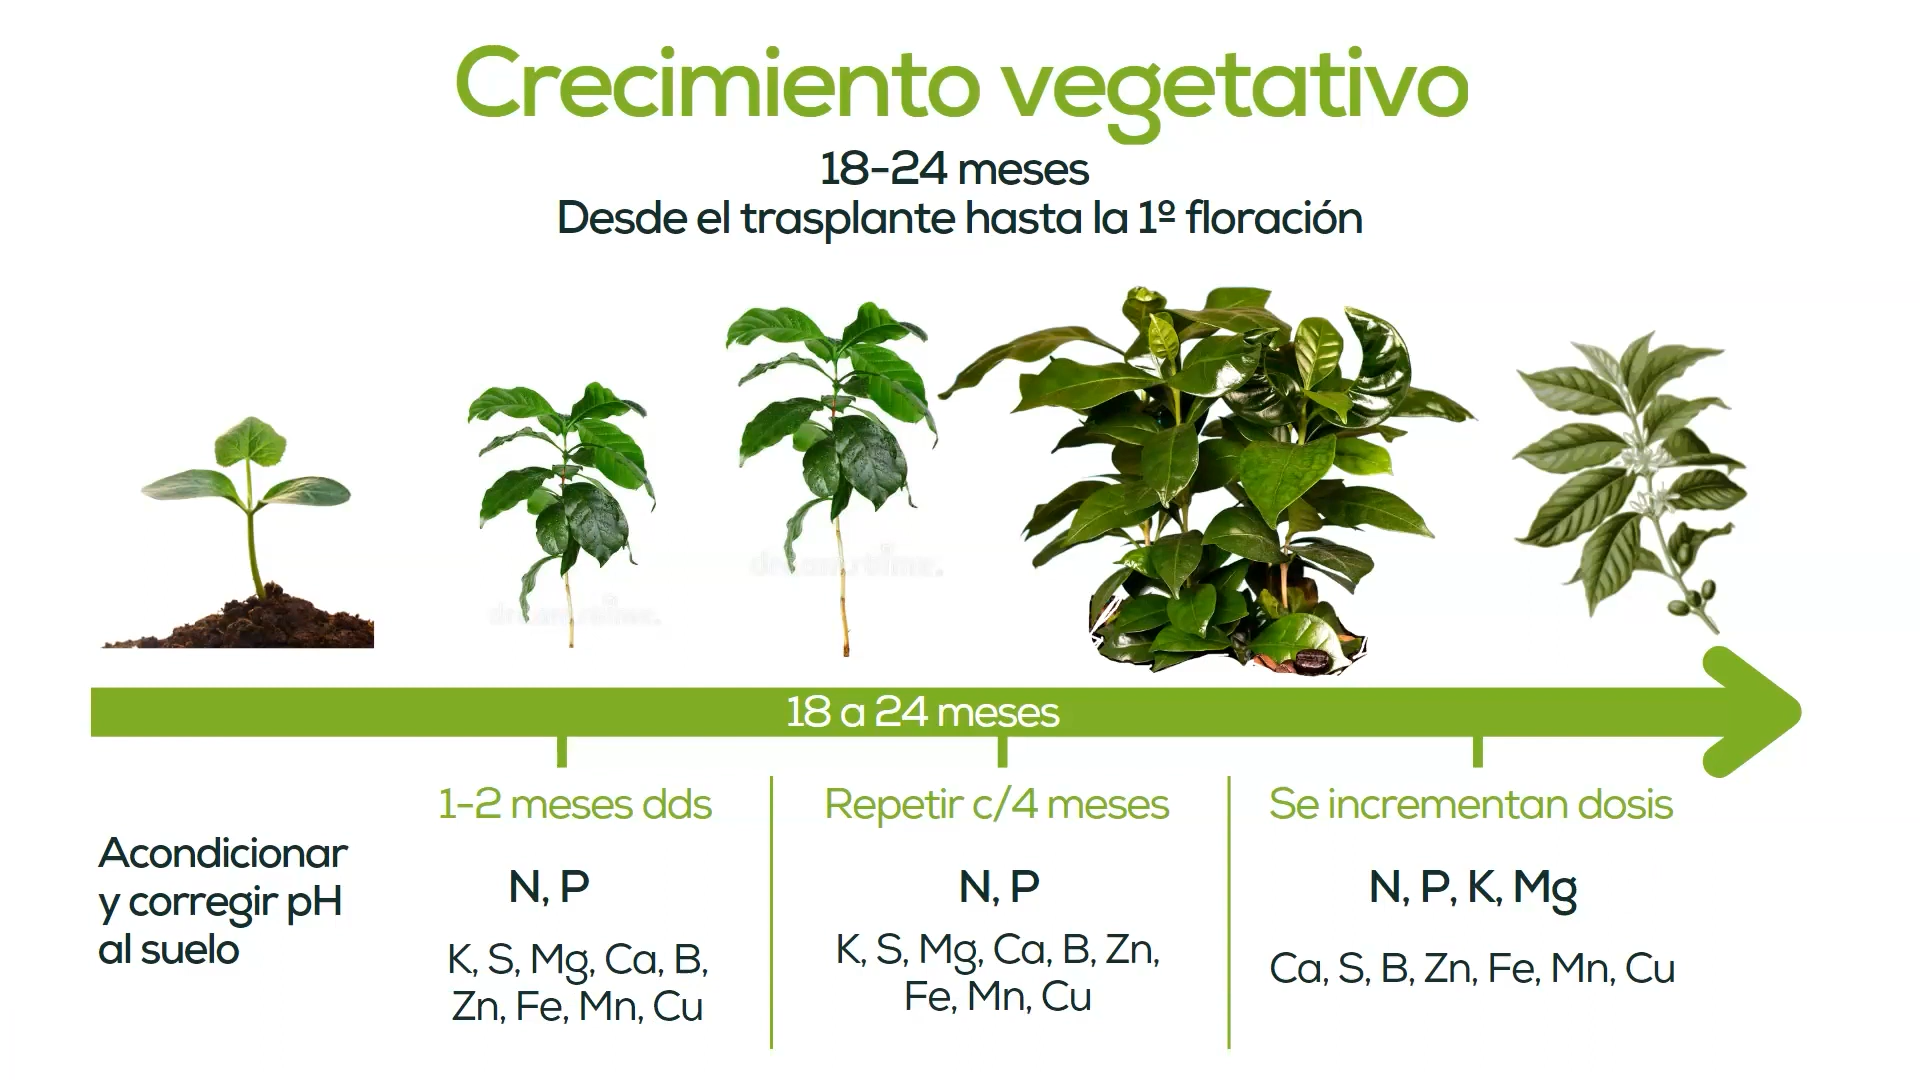 Crecimiento vegetativo
18-24 meses
Desde el trasplante hasta la 1º floración
18 a 24 meses
Acondicionar
y corregir pH
al suelo
1-2 meses dds
N, P
K, S, Mg, Ca, B,
Zn, Fe, Mn, Cu
Repetir c/4 meses
N, P
K, S, Mg, Ca, B, Zn,
Fe, Mn, Cu
Se incrementan dosis
N, P, K, Mg
Ca, S, B, Zn, Fe, Mn, Cu